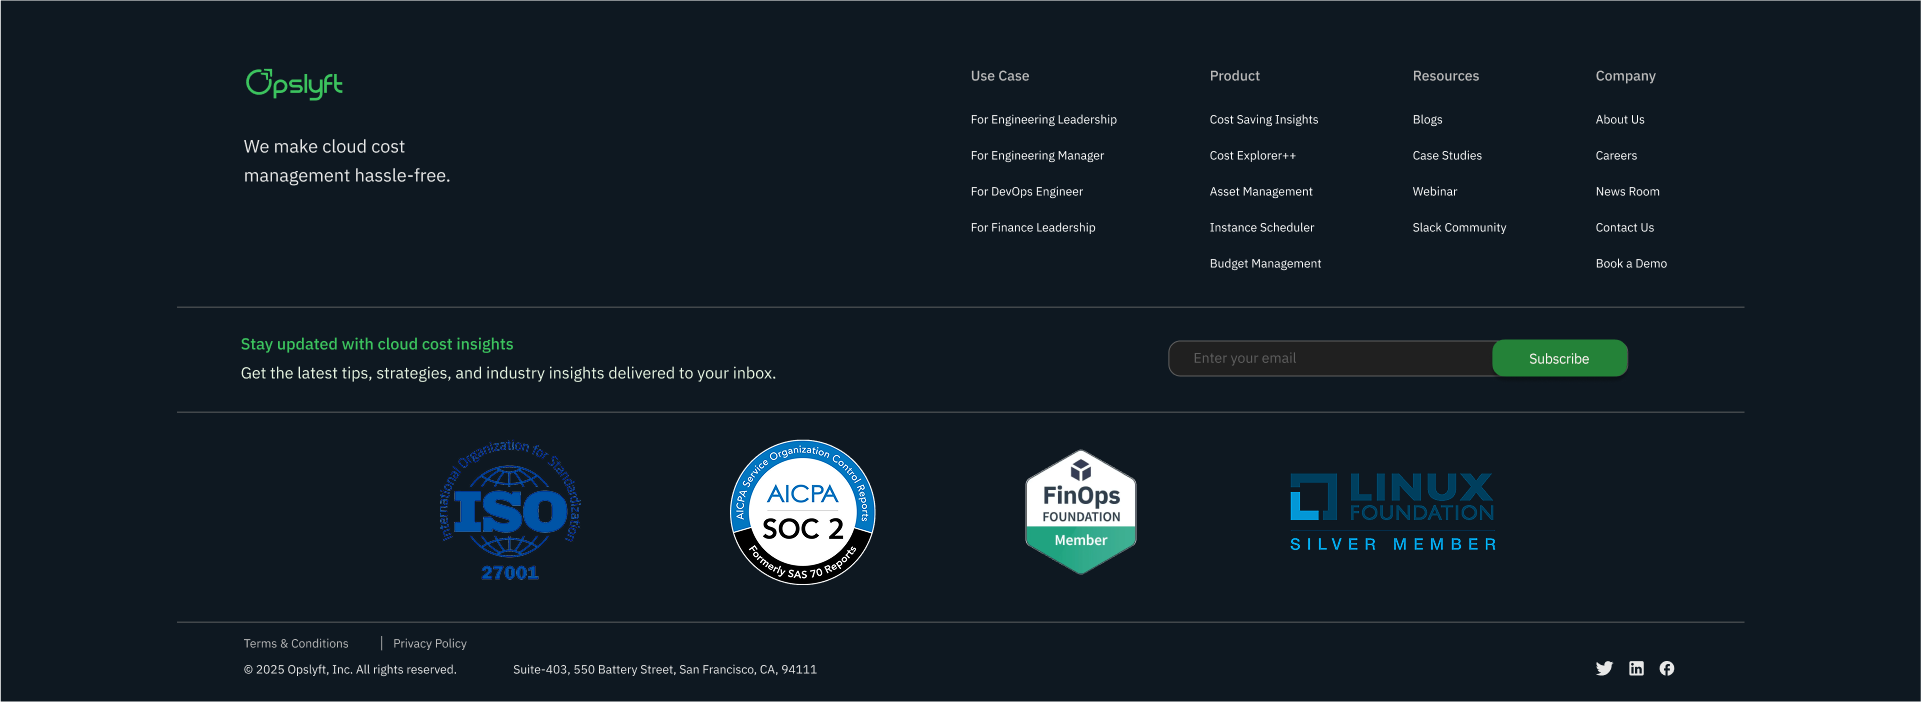 Opslyft
We make cloud cost
management hassle-free.
Use Case
For Engineering Leadership
For Engineering Manager
For DevOps Engineer
For Finance Leadership
Product
Cost Saving Insights
Cost Explorer++
Asset Management
Instance Scheduler
Budget Management
Resources
Blogs
Case Studies
Webinar
Slack Community
Company
About Us
Careers
News Room
Contact Us
Book a Demo
Stay updated with cloud cost insights
Get the latest tips, strategies, and industry insights delivered to your inbox.
Enter your email
Subscribe
International Organization for Standardization
ISO
27001
AICPA Service Organization Control Reports
AICPA
SOC 2
Formerly SAS 70 Reports
FinOps
FOUNDATION
Member
LINUX
FOUNDATION
SILVER MEMBER
Terms & Conditions | Privacy Policy
© 2025 Opslyft, Inc. All rights reserved.
Suite-403, 550 Battery Street, San Francisco, CA, 94111